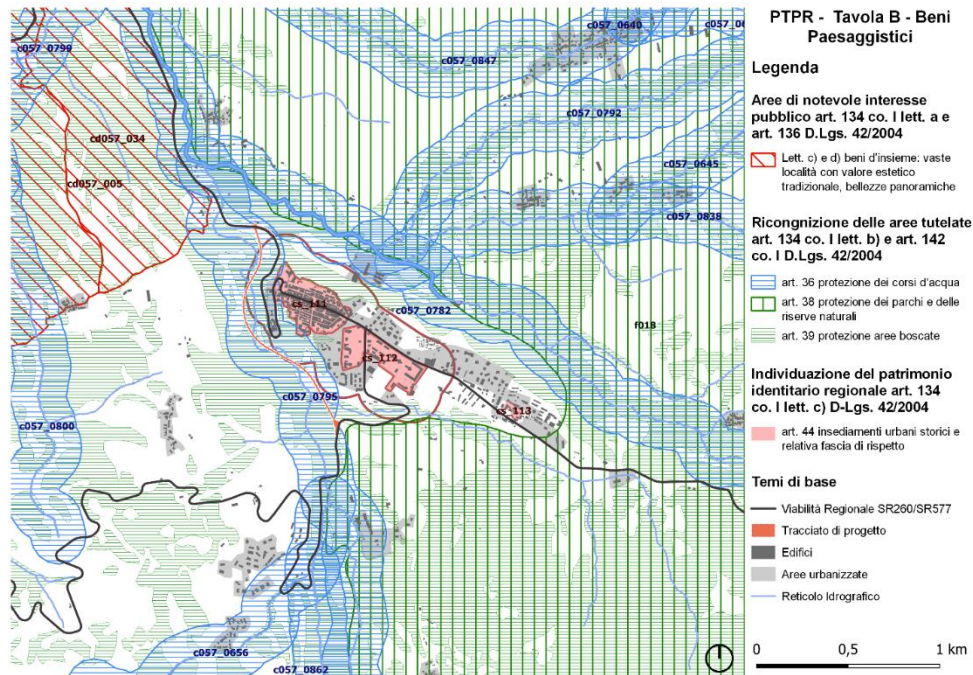 c057_0799
c057_0640
c057_0847
c057_0792
cd057_034
cd057_005
c057_0645
c057_0838
cs_111
c057_0782
f018
cs_112
c057_0795
cs_113
c057_0800
c057_0656
c057_0862
PTPR - Tavola B - Beni
Paesaggistici
Legenda
Aree di notevole interesse
pubblico art. 134 co. I lett. a e
art. 136 D.Lgs. 42/2004
Lett. c) e d) beni d'insieme: vaste
località con valore estetico
tradizionale, bellezze panoramiche
Ricongnizione delle aree tutelate
art. 134 co. I lett. b) e art. 142
co. I D.Lgs. 42/2004
art. 36 protezione dei corsi d'acqua
art. 38 protezione dei parchi e delle
riserve naturali
art. 39 protezione aree boscate
Individuazione del patrimonio
identitario regionale art. 134
co. I lett. c) D-Lgs. 42/2004
art. 44 insediamenti urbani storici e
relativa fascia di rispetto
Temi di base
Viabilità Regionale SR260/SR577
Tracciato di progetto
Edifici
Aree urbanizzate
Reticolo Idrografico
0 0,5 1 km